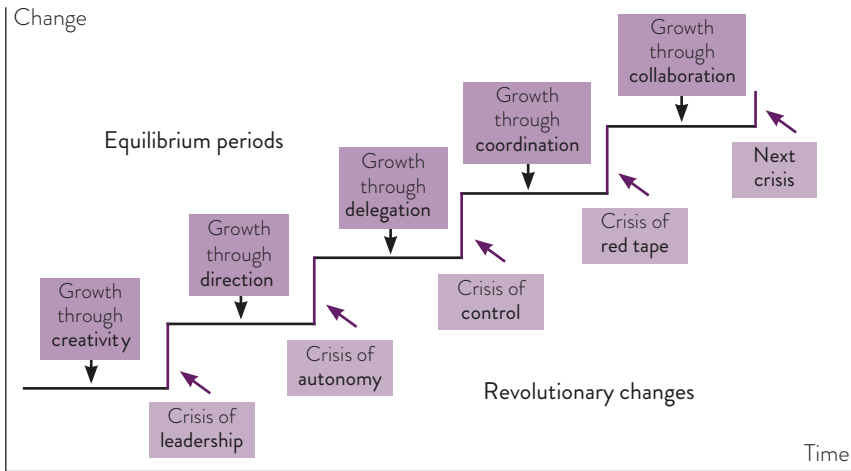 Change
Growth
through
creativity
Crisis of
leadership
Growth
through
direction
Crisis of
autonomy
Growth
through
delegation
Crisis of
control
Growth
through
coordination
Crisis of
red tape
Growth
through
collaboration
Next
crisis
Equilibrium periods
Revolutionary changes
Time